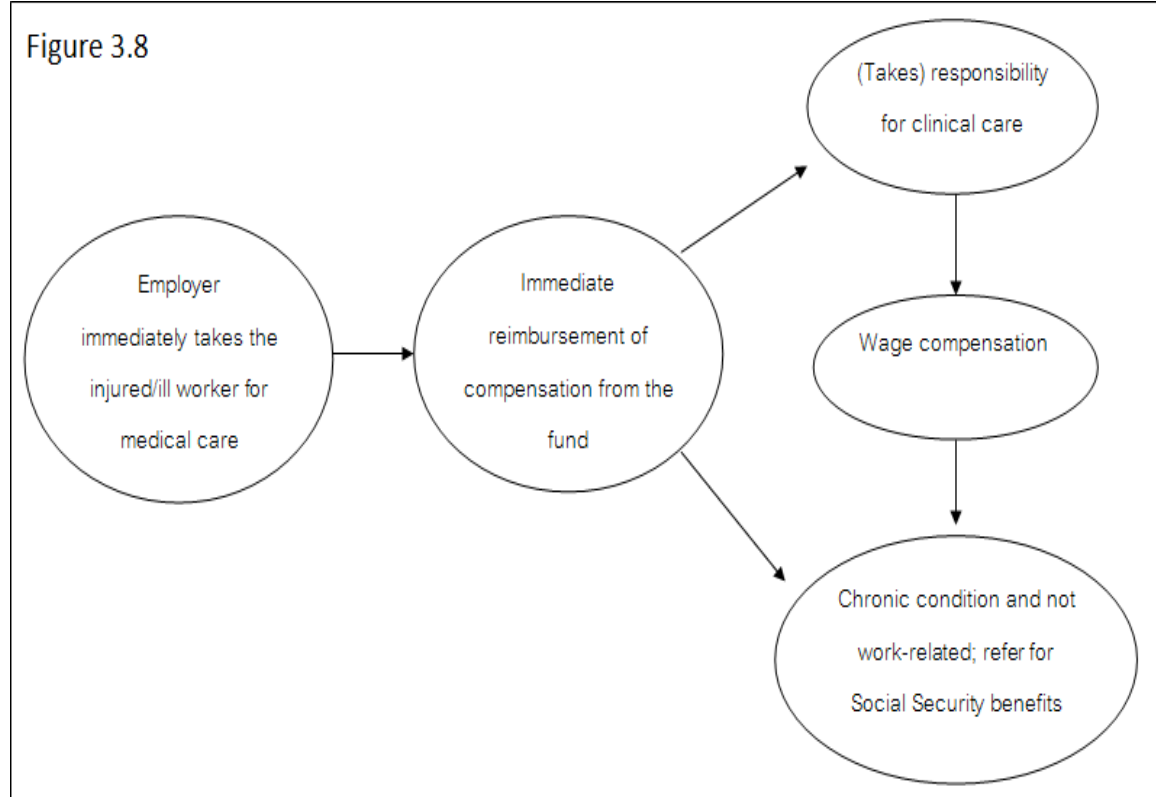 Figure 3.8
Employer
immediately takes the
injured/ill worker for
medical care
Immediate
reimbursement of
compensation from the
fund
(Takes) responsibility
for clinical care
Wage compensation
Chronic condition and not
work-related; refer for
Social Security benefits